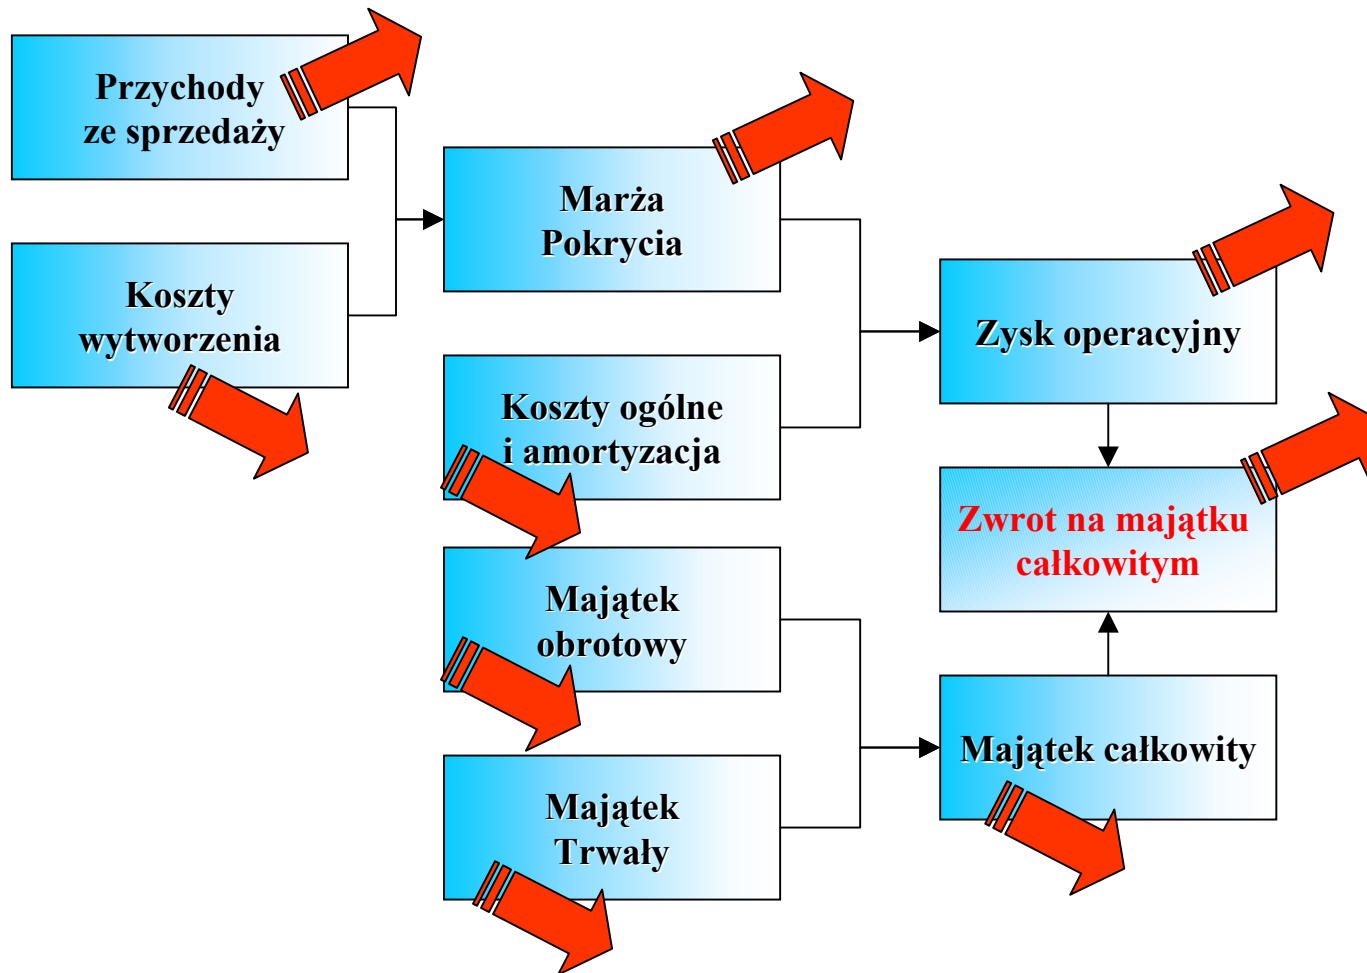 Przychody
ze sprzedaży
Koszty
wytworzenia
Marża
Pokrycia
Koszty ogólne
i amortyzacja
Majątek
obrotowy
Majątek
Trwały
Zysk operacyjny
Zwrot na majątku
całkowitym
Majątek całkowity